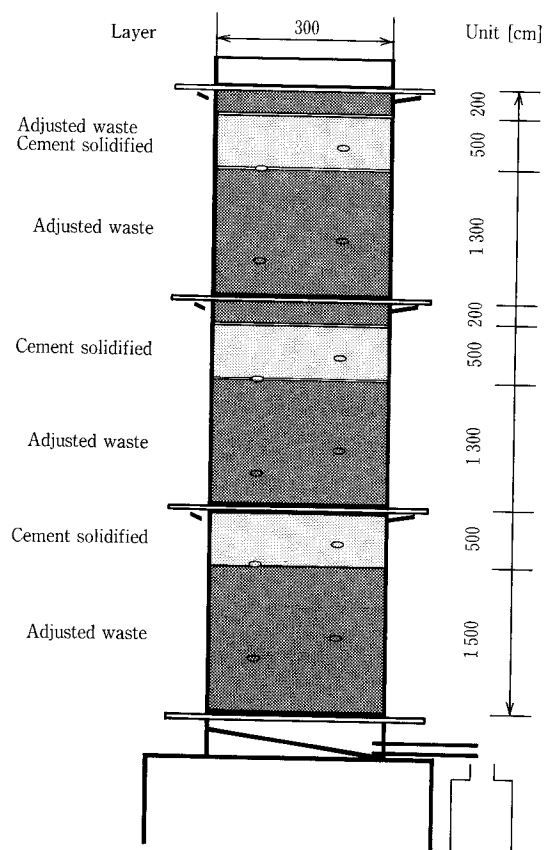 Layer
300
Unit [cm]
200
Adjusted waste
Cement solidified
500
Adjusted waste
1 300
200
Cement solidified
500
Adjusted waste
1 300
Cement solidified
500
Adjusted waste
1 500